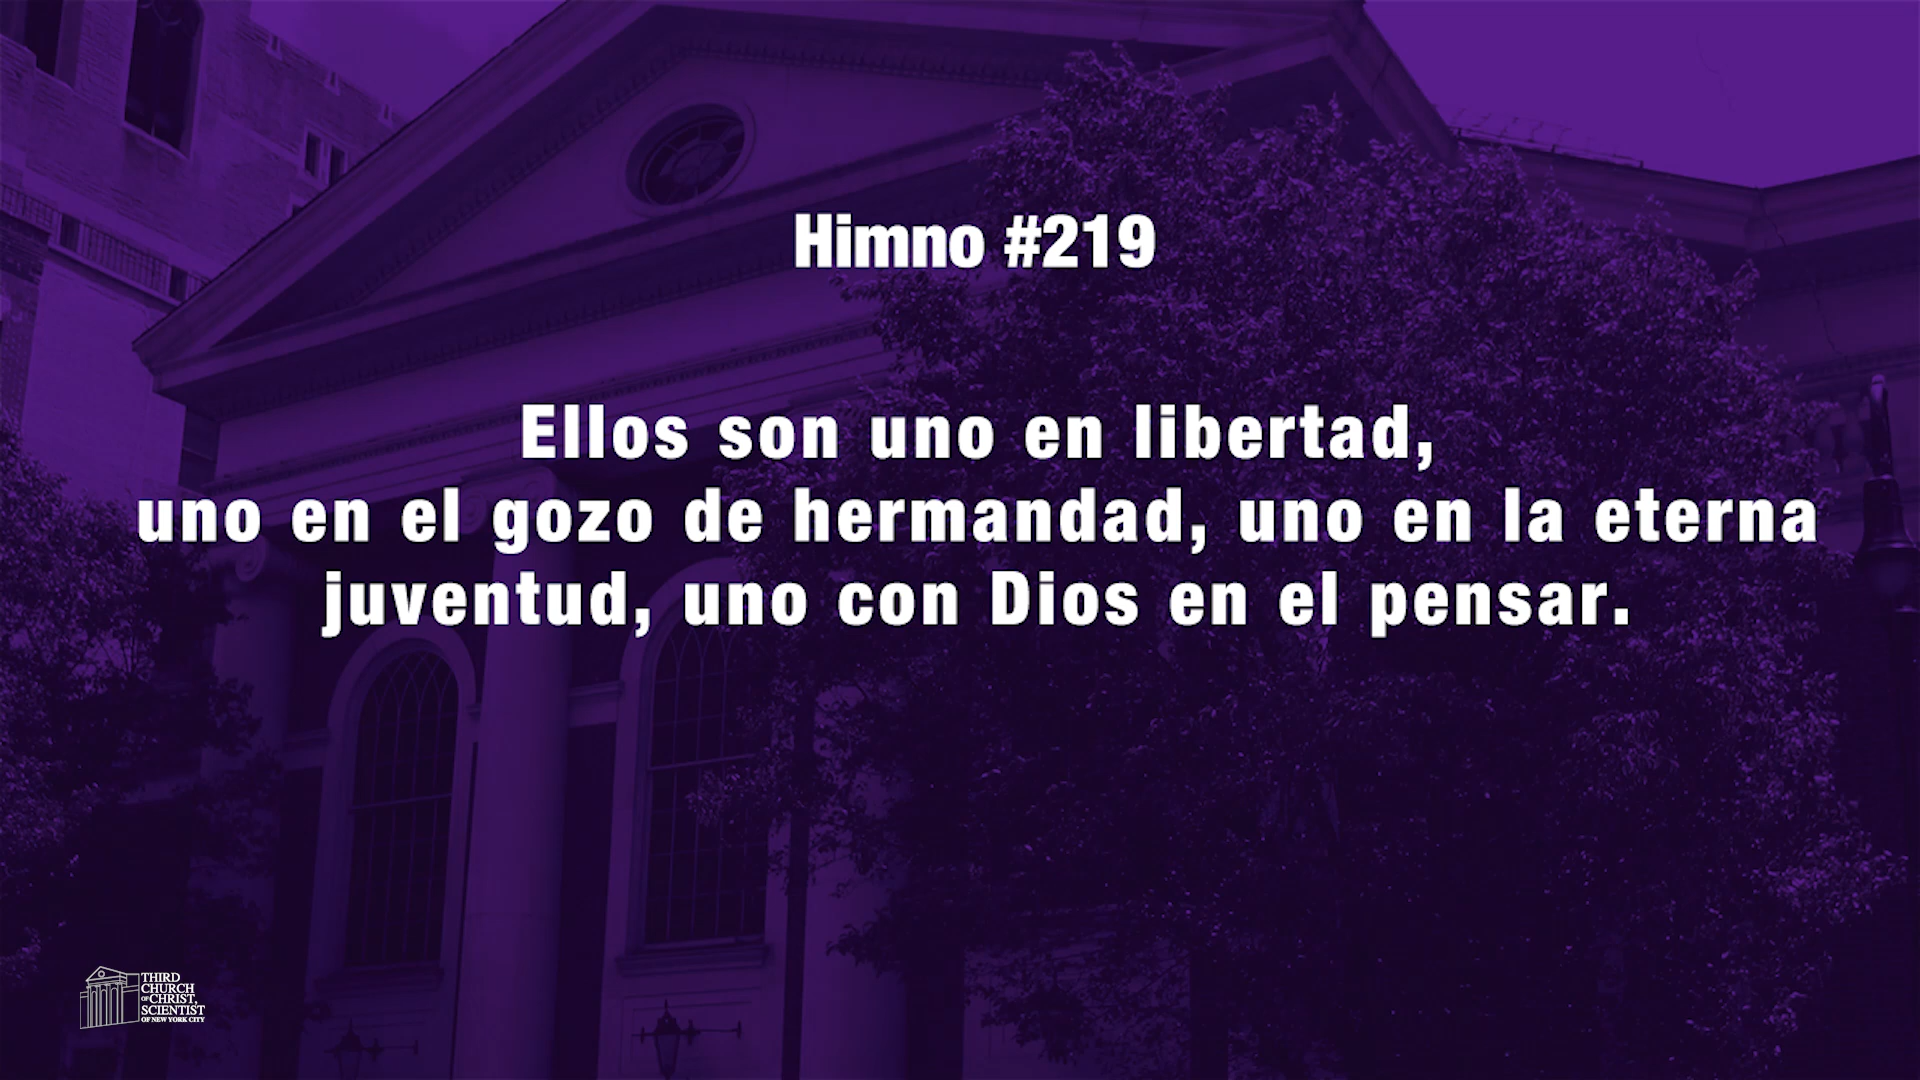 Himno #219
Ellos son uno en libertad,
uno en el gozo de hermandad, uno en la eterna
juventud, uno con Dios en el pensar.
THIRD
CHURCH
OF CHRIST,
SCIENTIST
OF NEW YORK CITY